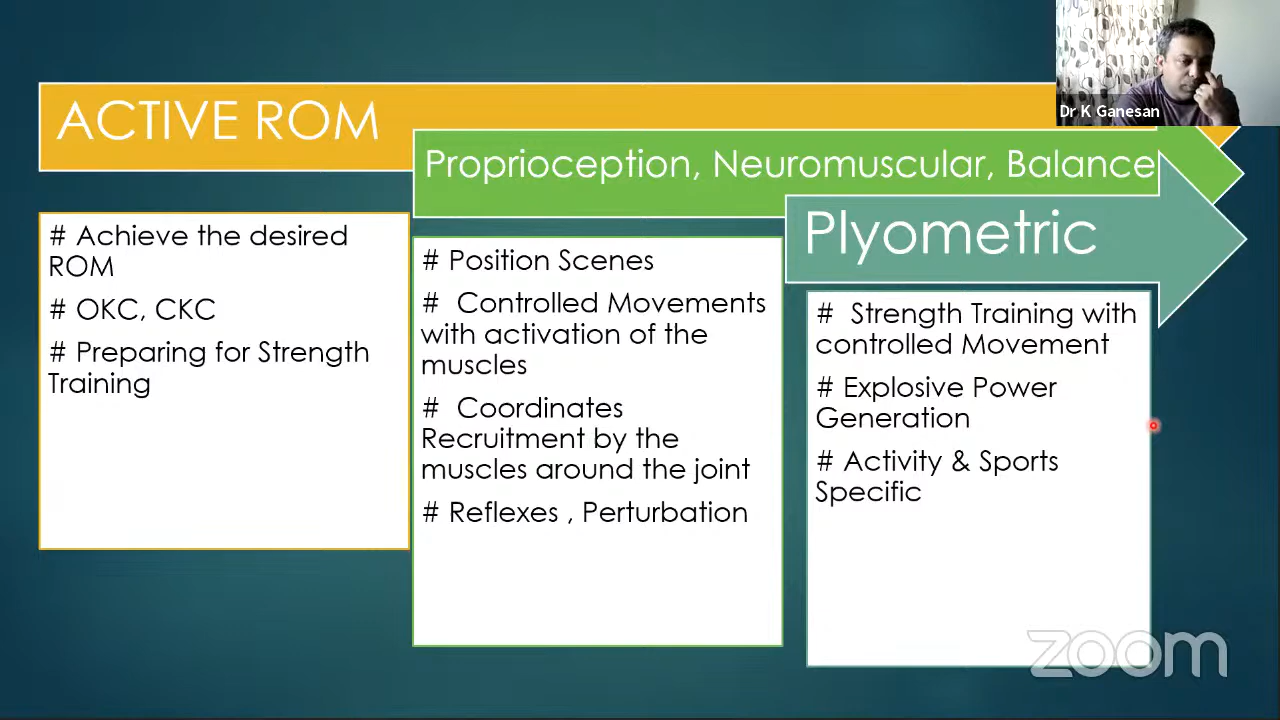 Dr K Ganesan
ACTIVE ROM
Proprioception, Neuromuscular, Balance
Plyometric
# Achieve the desired
ROM
# OKC, CKC
# Preparing for Strength
Training
# Position Scenes
# Controlled Movements
with activation of the
muscles
# Coordinates
Recruitment by the
muscles around the joint
# Reflexes , Perturbation
# Strength Training with
controlled Movement
# Explosive Power
Generation
# Activity & Sports
Specific
zoom